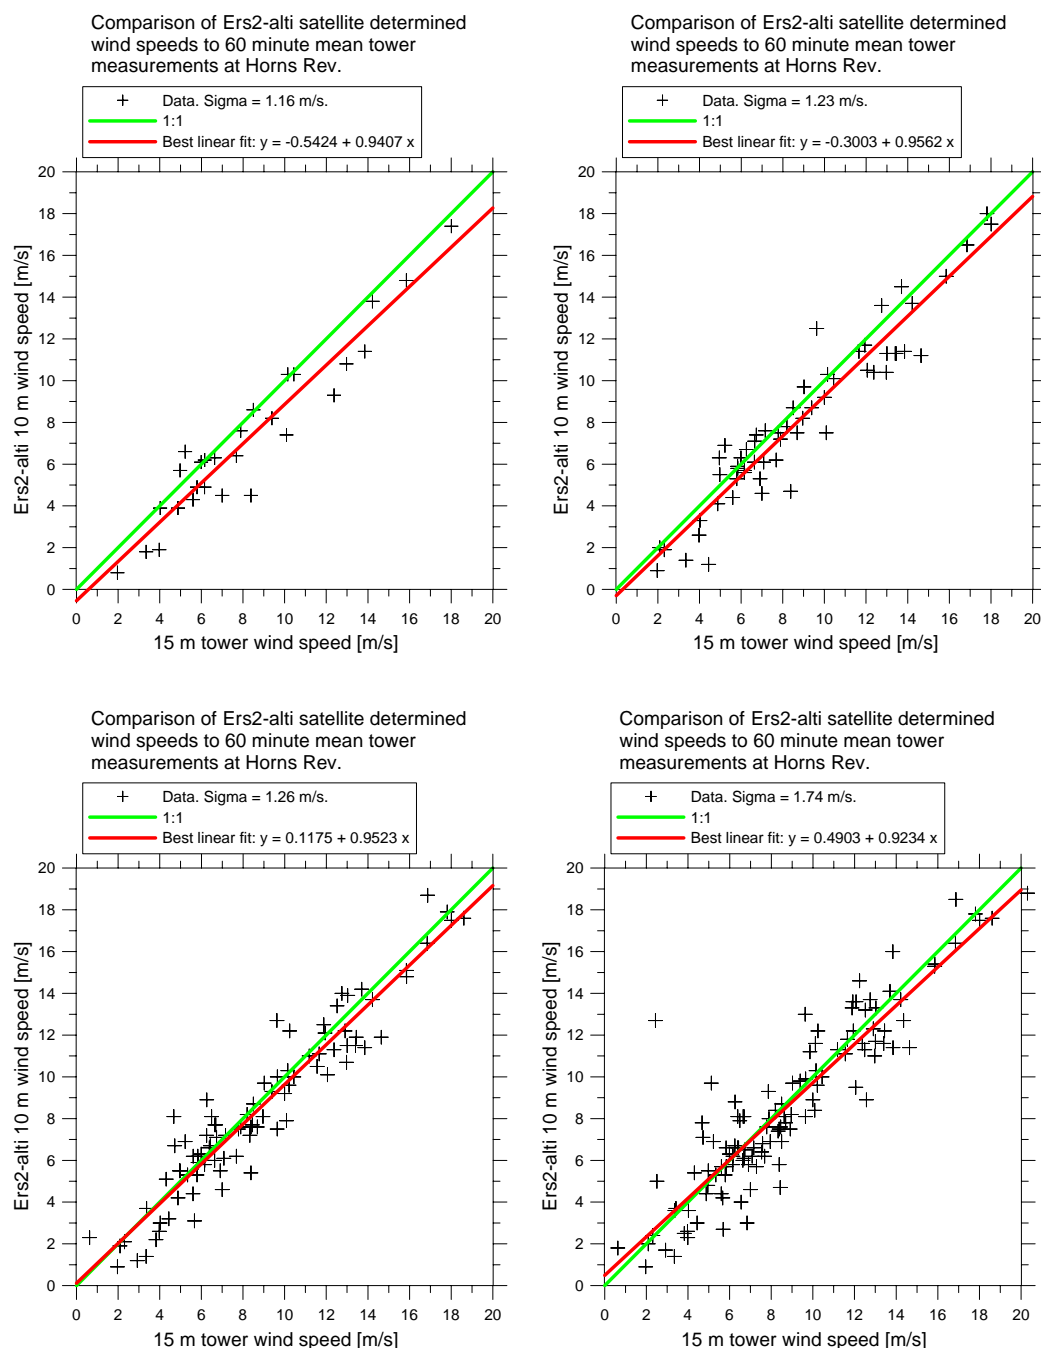 Comparison of Ers2-alti satellite determined
wind speeds to 60 minute mean tower
measurements at Horns Rev.
Data. Sigma = 1.16 m/s.
1:1
Best linear fit: y = -0.5424 + 0.9407 x
20
18
16
14
12
10
8
6
4
2
0
Ers2-alti 10 m wind speed [m/s]
0 2 4 6 8 10 12 14 16 18 20
15 m tower wind speed [m/s]
Comparison of Ers2-alti satellite determined
wind speeds to 60 minute mean tower
measurements at Horns Rev.
Data. Sigma = 1.23 m/s.
1:1
Best linear fit: y = -0.3003 + 0.9562 x
20
18
16
14
12
10
8
6
4
2
0
Ers2-alti 10 m wind speed [m/s]
0 2 4 6 8 10 12 14 16 18 20
15 m tower wind speed [m/s]
Comparison of Ers2-alti satellite determined
wind speeds to 60 minute mean tower
measurements at Horns Rev.
Data. Sigma = 1.26 m/s.
1:1
Best linear fit: y = 0.1175 + 0.9523 x
20
18
16
14
12
10
8
6
4
2
0
Ers2-alti 10 m wind speed [m/s]
0 2 4 6 8 10 12 14 16 18 20
15 m tower wind speed [m/s]
Comparison of Ers2-alti satellite determined
wind speeds to 60 minute mean tower
measurements at Horns Rev.
Data. Sigma = 1.74 m/s.
1:1
Best linear fit: y = 0.4903 + 0.9234 x
20
18
16
14
12
10
8
6
4
2
0
Ers2-alti 10 m wind speed [m/s]
0 2 4 6 8 10 12 14 16 18 20
15 m tower wind speed [m/s]